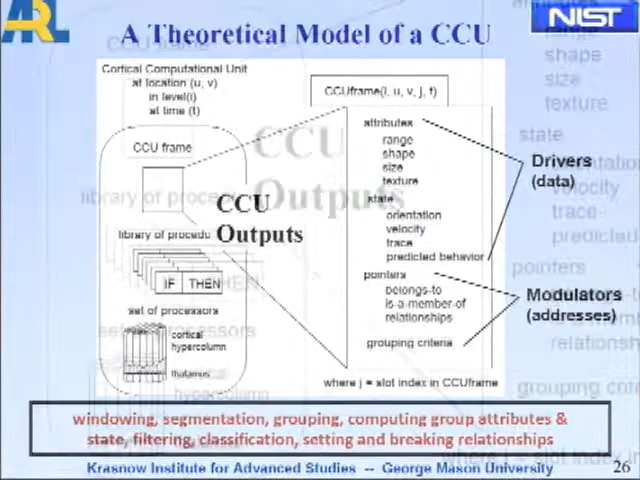 ARL
NIST
A Theoretical Model of a CCU
Cortical Computational Unit
at location (u, v)
in level(i)
at time (t)
CCU frame
library of procedu
IF THEN
set of processors
cortical
hypercolumn
thalamus
CCU
Outputs
CCUframe(i, u, v, j, t)
attributes
range
shape
size
texture
state
orientation
velocity
trace
predicted behavior
pointers
belongs-to
is-a-member-of
relationships
grouping criteria
where j = slot index in CCUframe
Drivers
(data)
Modulators
(addresses)
windowing, segmentation, grouping, computing group attributes &
state, filtering, classification, setting and breaking relationships
Krasnow Institute for Advanced Studies -- George Mason University
26